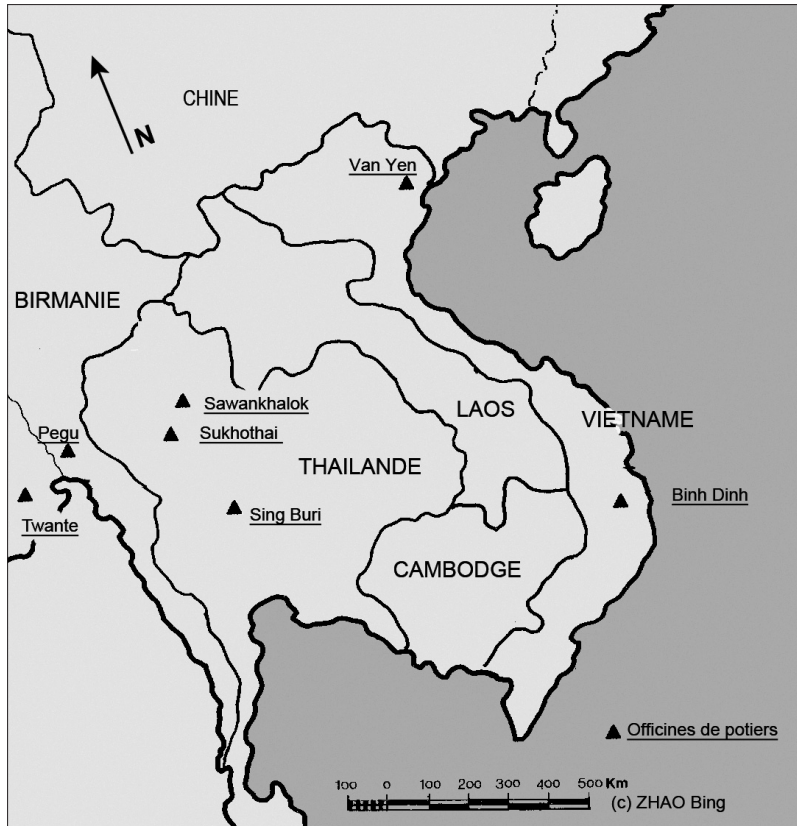 CHINE
N
Van Yen
BIRMANIE
Sawankhalok
LAOS
VIETNAME
Pegu
Sukhothai
THAILANDE
Binh Dinh
Twante
Sing Buri
CAMBODGE
Officines de potiers
100 0 100 200 300 400 500 Km
(c) ZHAO Bing